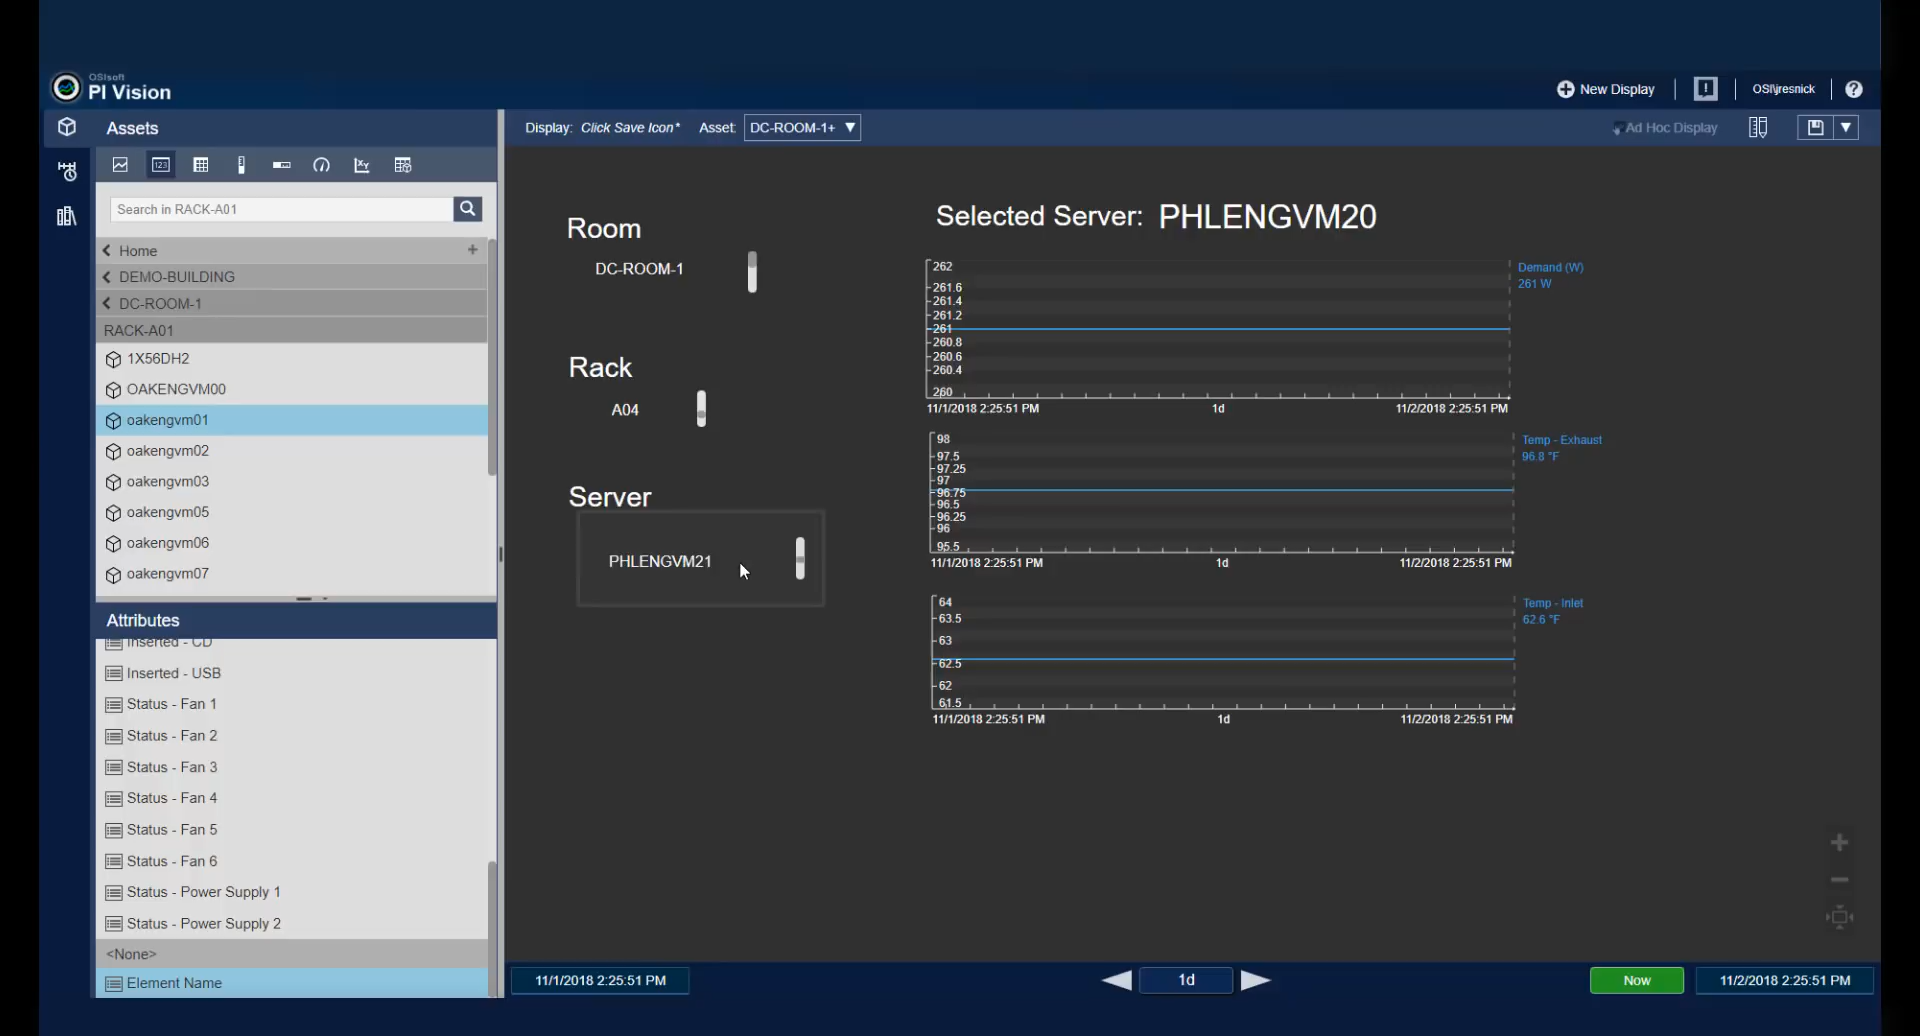 OSIsoft
PI Vision
New Display
OSI\jresnick
Assets
Display: Click Save Icon*
Asset: DC-ROOM-1+
Ad Hoc Display
123
XY
Search in RACK-A01
Home
DEMO-BUILDING
DC-ROOM-1
RACK-A01
1X56DH2
OAKENGVM00
oakengvm01
oakengvm02
oakengvm03
oakengvm05
oakengvm06
oakengvm07
Attributes
Inserted - CD
Inserted - USB
Status - Fan 1
Status - Fan 2
Status - Fan 3
Status - Fan 4
Status - Fan 5
Status - Fan 6
Status - Power Supply 1
Status - Power Supply 2
<None>
Element Name
Room
DC-ROOM-1
Rack
A04
Server
PHLENGVM21
Selected Server: PHLENGVM20
262
261.6
261.4
261.2
261
260.8
260.6
260.4
260
11/1/2018 2:25:51 PM 1d 11/2/2018 2:25:51 PM
Demand (W)
261 W
98
97.5
97.25
97
96.75
96.5
96.25
96
95.5
11/1/2018 2:25:51 PM 1d 11/2/2018 2:25:51 PM
Temp - Exhaust
96.8 °F
64
63.5
63
62.5
62
61.5
11/1/2018 2:25:51 PM 1d 11/2/2018 2:25:51 PM
Temp - Inlet
62.6 °F
11/1/2018 2:25:51 PM
1d
Now
11/2/2018 2:25:51 PM